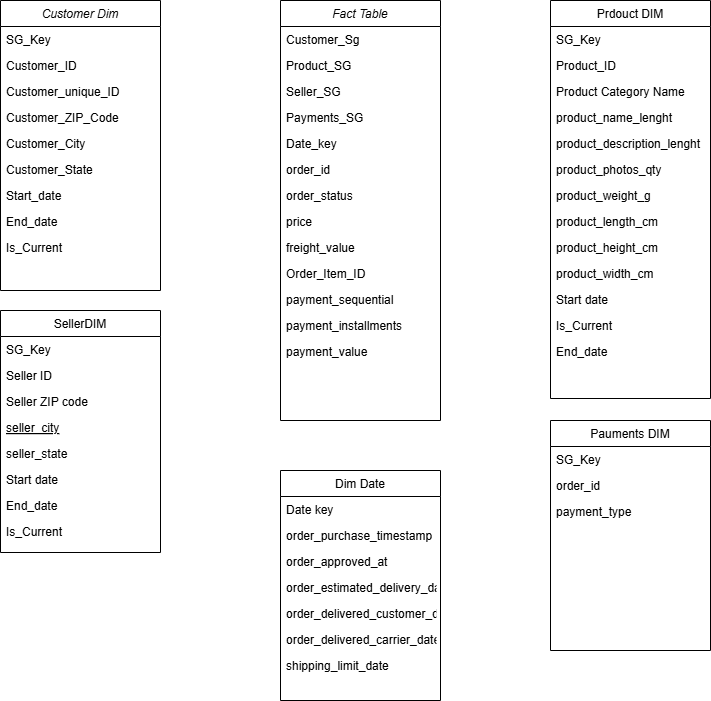 Customer Dim
SG_Key
Customer_ID
Customer_unique_ID
Customer_ZIP_Code
Customer_City
Customer_State
Start_date
End_date
Is_Current
SellerDIM
SG_Key
Seller ID
Seller ZIP code
seller_city
seller_state
Start date
End_date
Is_Current
Fact Table
Customer_Sg
Product_SG
Seller_SG
Payments_SG
Date_key
order_id
order_status
price
freight_value
Order_Item_ID
payment_sequential
payment_installments
payment_value
Dim Date
Date key
order_purchase_timestamp
order_approved_at
order_estimated_delivery_da
order_delivered_customer_d
order_delivered_carrier_date
shipping_limit_date
Prdouct DIM
SG_Key
Product_ID
Product Category Name
product_name_lenght
product_description_lenght
product_photos_qty
product_weight_g
product_length_cm
product_height_cm
product_width_cm
Start date
Is_Current
End_date
Pauments DIM
SG_Key
order_id
payment_type